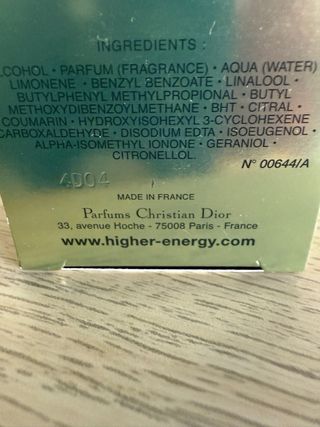 INGREDIENTS :
LCOHOL • PARFUM (FRAGRANCE) • AQUA (WATER)
LIMONENE • BENZYL BENZOATE • LINALOOL •
BUTYLPHENYL METHYLPROPIONAL • BUTYL
METHOXYDIBENZOYLMETHANE • BHT • CITRAL •
COUMARIN • HYDROXYISOHEXYL 3-CYCLOHEXENE
CARBOXALDEHYDE • DISODIUM EDTA • ISOEUGENOL •
ALPHA-ISOMETHYL IONONE • GERANIOL •
CITRONELLOL.
N° 00644/A
4D04
MADE IN FRANCE
Parfums Christian Dior
33, avenue Hoche - 75008 Paris - France
www.higher-energy.com